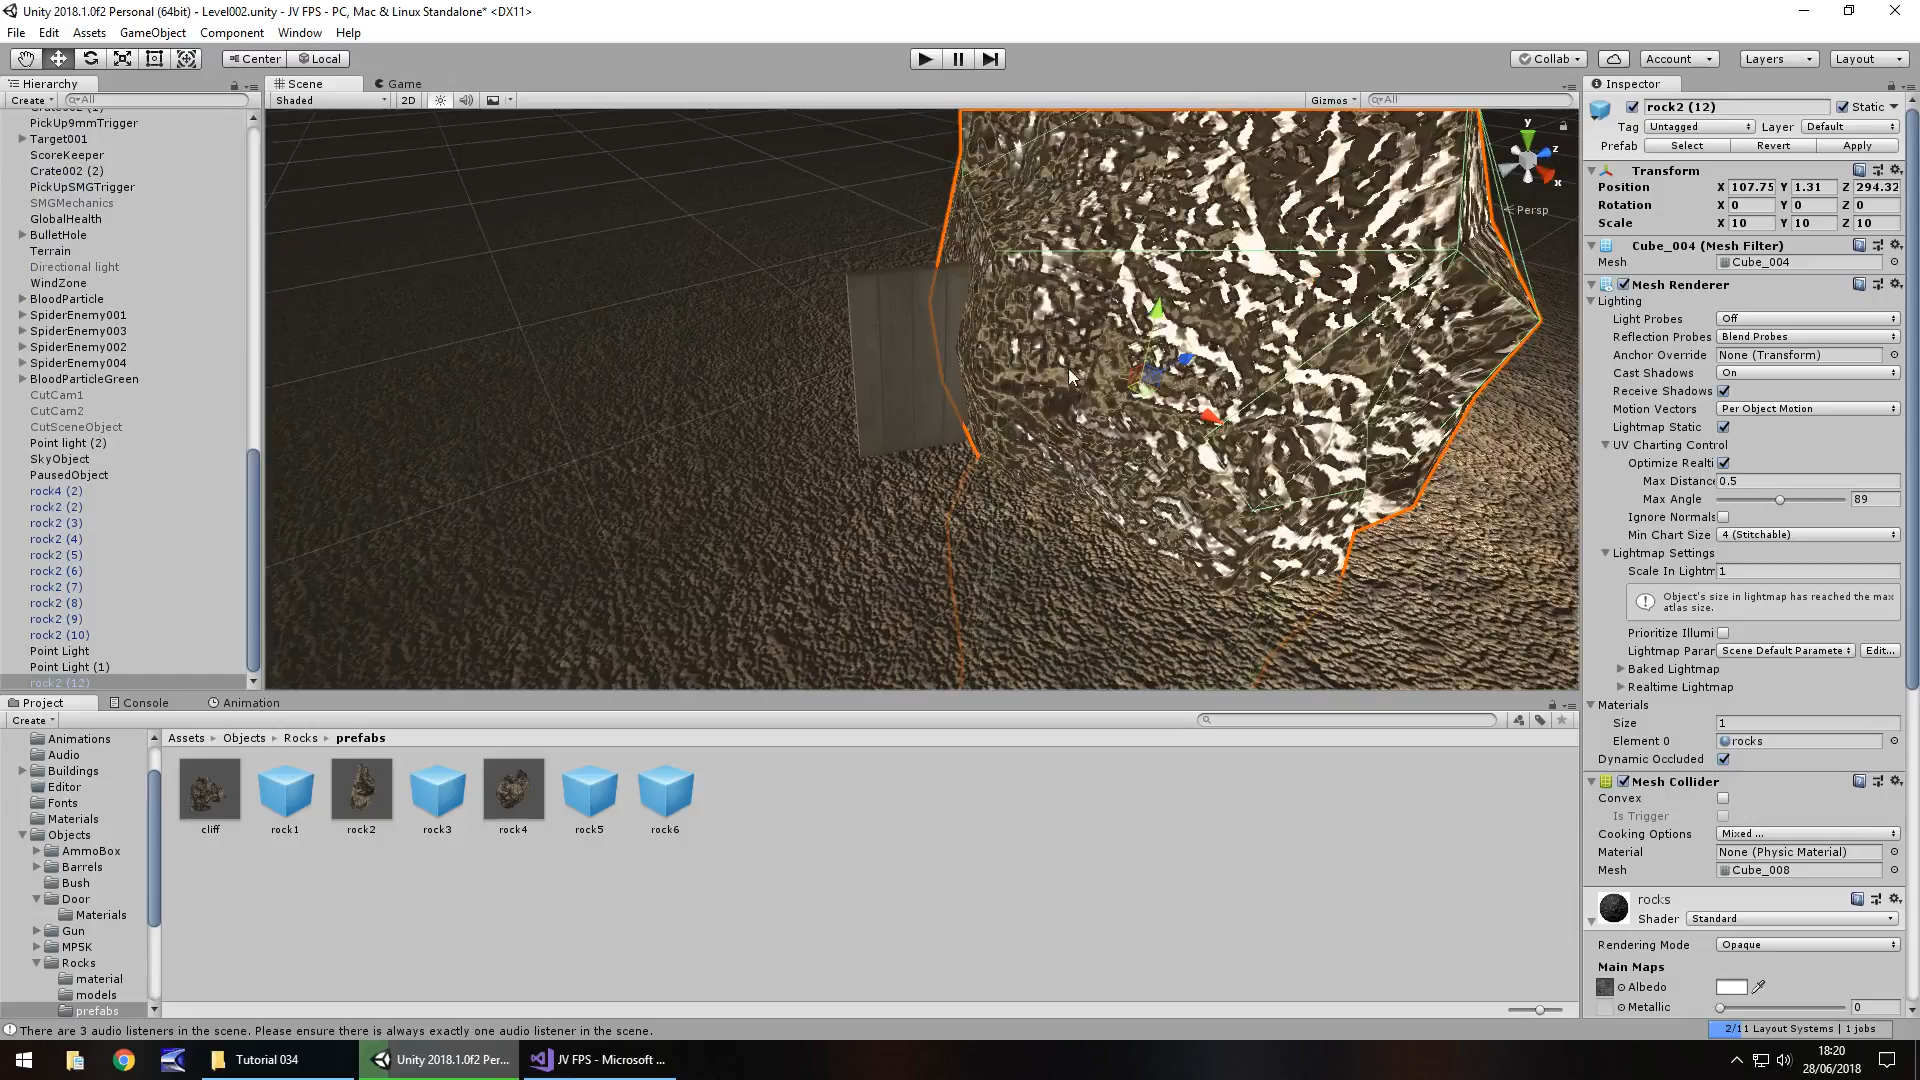 Unity 2018.1.0f2 Personal (64bit) - Level002.unity - JV FPS - PC, Mac & Linux Standalone* <DX11>
File Edit Assets GameObject Component Window Help
Center Local Collab Account Layers Layout
Hierarchy
Create All
PickUp9mmTrigger
Target001
ScoreKeeper
Crate002 (2)
PickUpSMGTrigger
SMGMechanics
GlobalHealth
BulletHole
Terrain
Directional light
WindZone
BloodParticle
SpiderEnemy001
SpiderEnemy003
SpiderEnemy002
SpiderEnemy004
BloodParticleGreen
CutCam1
CutCam2
CutSceneObject
Point light (2)
SkyObject
PausedObject
rock4 (2)
rock2 (2)
rock2 (3)
rock2 (4)
rock2 (5)
rock2 (6)
rock2 (7)
rock2 (8)
rock2 (9)
rock2 (10)
Point Light
Point Light (1)
rock2 (12)
Scene Game
Shaded 2D Gizmos All
y
z
x
Persp
Inspector
rock2 (12) Static
Tag Untagged Layer Default
Prefab Select Revert Apply
Transform
Position X 107.75 Y 1.31 Z 294.32
Rotation X 0 Y 0 Z 0
Scale X 10 Y 10 Z 10
Cube_004 (Mesh Filter)
Mesh Cube_004
Mesh Renderer
Lighting
Light Probes Off
Reflection Probes Blend Probes
Anchor Override None (Transform)
Cast Shadows On
Receive Shadows
Motion Vectors Per Object Motion
Lightmap Static
UV Charting Control
Optimize Realti
Max Distanc 0.5
Max Angle 89
Ignore Normals
Min Chart Size 4 (Stitchable)
Lightmap Settings
Scale In Lightm 1
Object's size in lightmap has reached the max
atlas size.
Prioritize Illumi
Lightmap Parar Scene Default Paramete Edit...
Baked Lightmap
Realtime Lightmap
Materials
Size 1
Element 0 rocks
Dynamic Occluded
Mesh Collider
Convex
Is Trigger
Cooking Options Mixed ...
Material None (Physic Material)
Mesh Cube_008
rocks
Shader Standard
Rendering Mode Opaque
Main Maps
Albedo
Metallic 0
Project Console Animation
Create
Animations
Audio
Buildings
Editor
Fonts
Materials
Objects
AmmoBox
Barrels
Bush
Door
Materials
Gun
MP5K
Rocks
material
models
prefabs
Assets Objects Rocks prefabs
cliff rock1 rock2 rock3 rock4 rock5 rock6
There are 3 audio listeners in the scene. Please ensure there is always exactly one audio listener in the scene.
2/11 Layout Systems | 1 jobs
Tutorial 034 Unity 2018.1.0f2 Per... JV FPS - Microsoft ...
18:20
28/06/2018